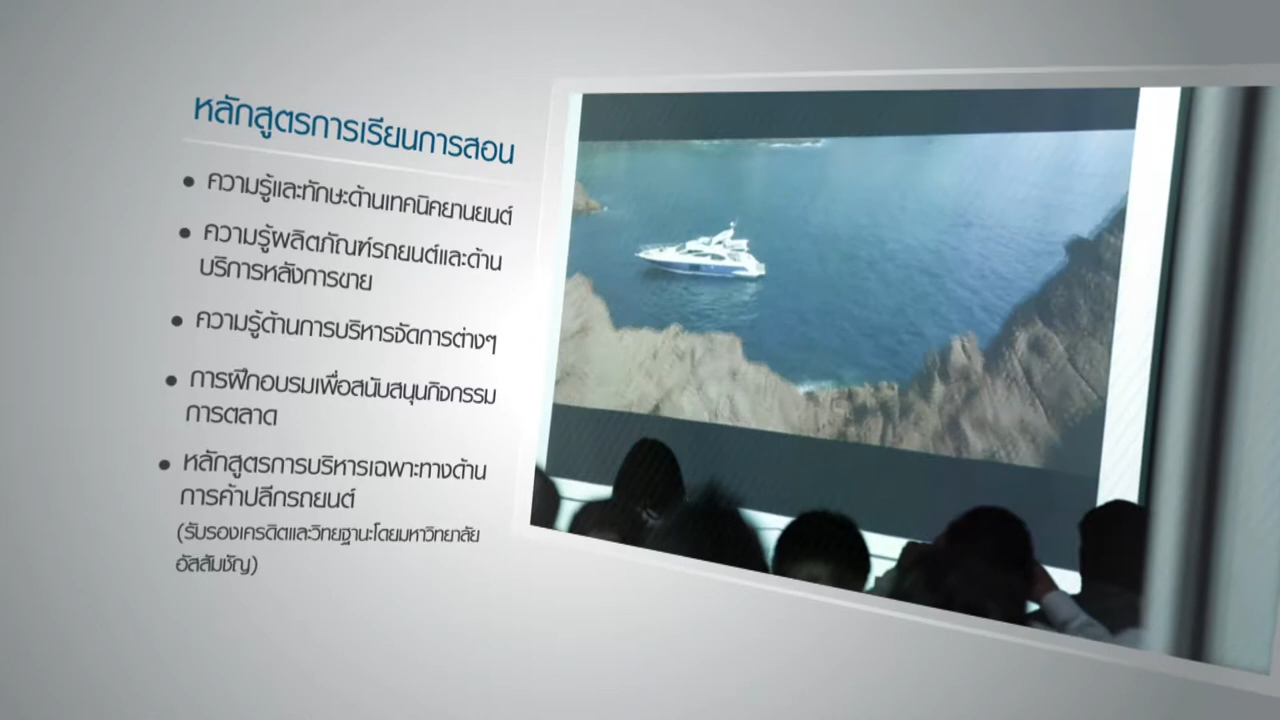 หลักสูตรการเรียนการสอน
• ความรู้และทักษะด้านเทคนิคยานยนต์
• ความรู้ผลิตภัณฑ์รถยนต์และด้าน
บริการหลังการขาย
• ความรู้ด้านการบริหารจัดการต่างๆ
• การฝึกอบรมเพื่อสนับสนุนกิจกรรม
การตลาด
• หลักสูตรการบริหารเฉพาะทางด้าน
การค้าปลีกรถยนต์
(รับรองเครดิตและวิทยฐานะโดยมหาวิทยาลัย
อัสสัมชัญ)